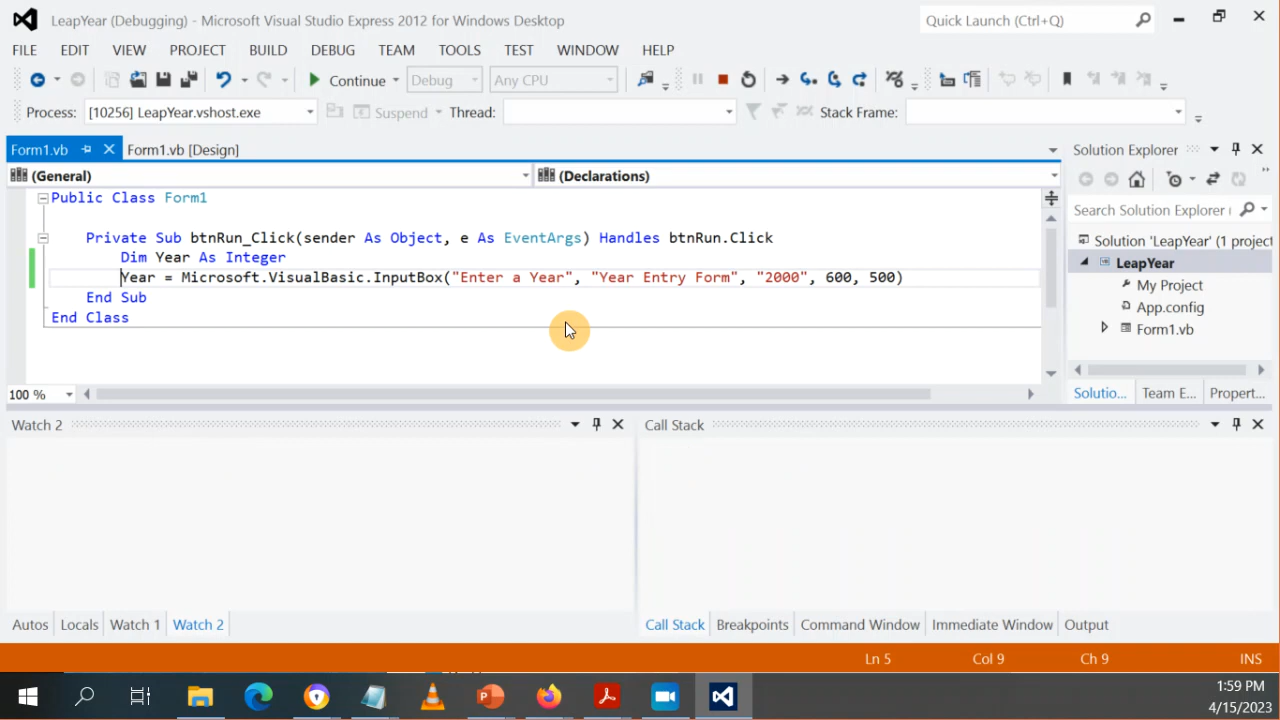 LeapYear (Debugging) - Microsoft Visual Studio Express 2012 for Windows Desktop
Quick Launch (Ctrl+Q)
FILE EDIT VIEW PROJECT BUILD DEBUG TEAM TOOLS TEST WINDOW HELP
Continue Debug Any CPU
Process: [10256] LeapYear.vshost.exe Suspend Thread: Stack Frame:
Form1.vb Form1.vb [Design]
Solution Explorer
(General) (Declarations)
Public Class Form1
Search Solution Explorer
Private Sub btnRun_Click(sender As Object, e As EventArgs) Handles btnRun.Click
Solution 'LeapYear' (1 project
Dim Year As Integer
LeapYear
Year = Microsoft.VisualBasic.InputBox("Enter a Year", "Year Entry Form", "2000", 600, 500)
My Project
End Sub
App.config
End Class
Form1.vb
100 %
Solutio... Team E... Propert...
Watch 2
Call Stack
Autos Locals Watch 1 Watch 2
Call Stack Breakpoints Command Window Immediate Window Output
Ln 5 Col 9 Ch 9 INS
1:59 PM
4/15/2023